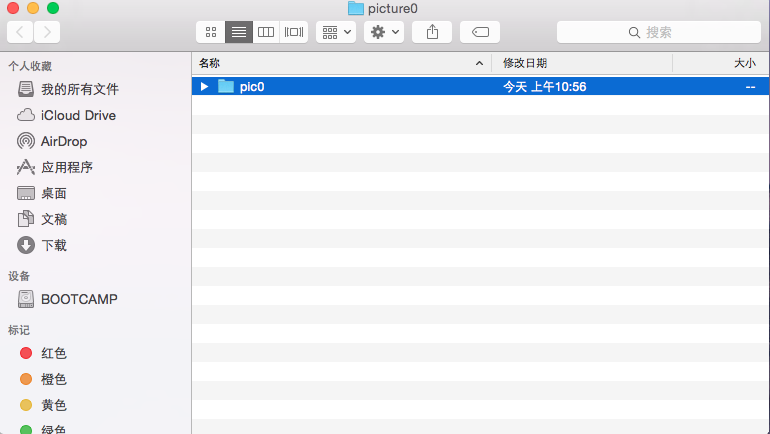 picture0
搜索
个人收藏
我的所有文件
iCloud Drive
AirDrop
应用程序
桌面
文稿
下载
设备
BOOTCAMP
标记
红色
橙色
黄色
绿色
名称 修改日期 大小
pic0 今天 上午10:56 --